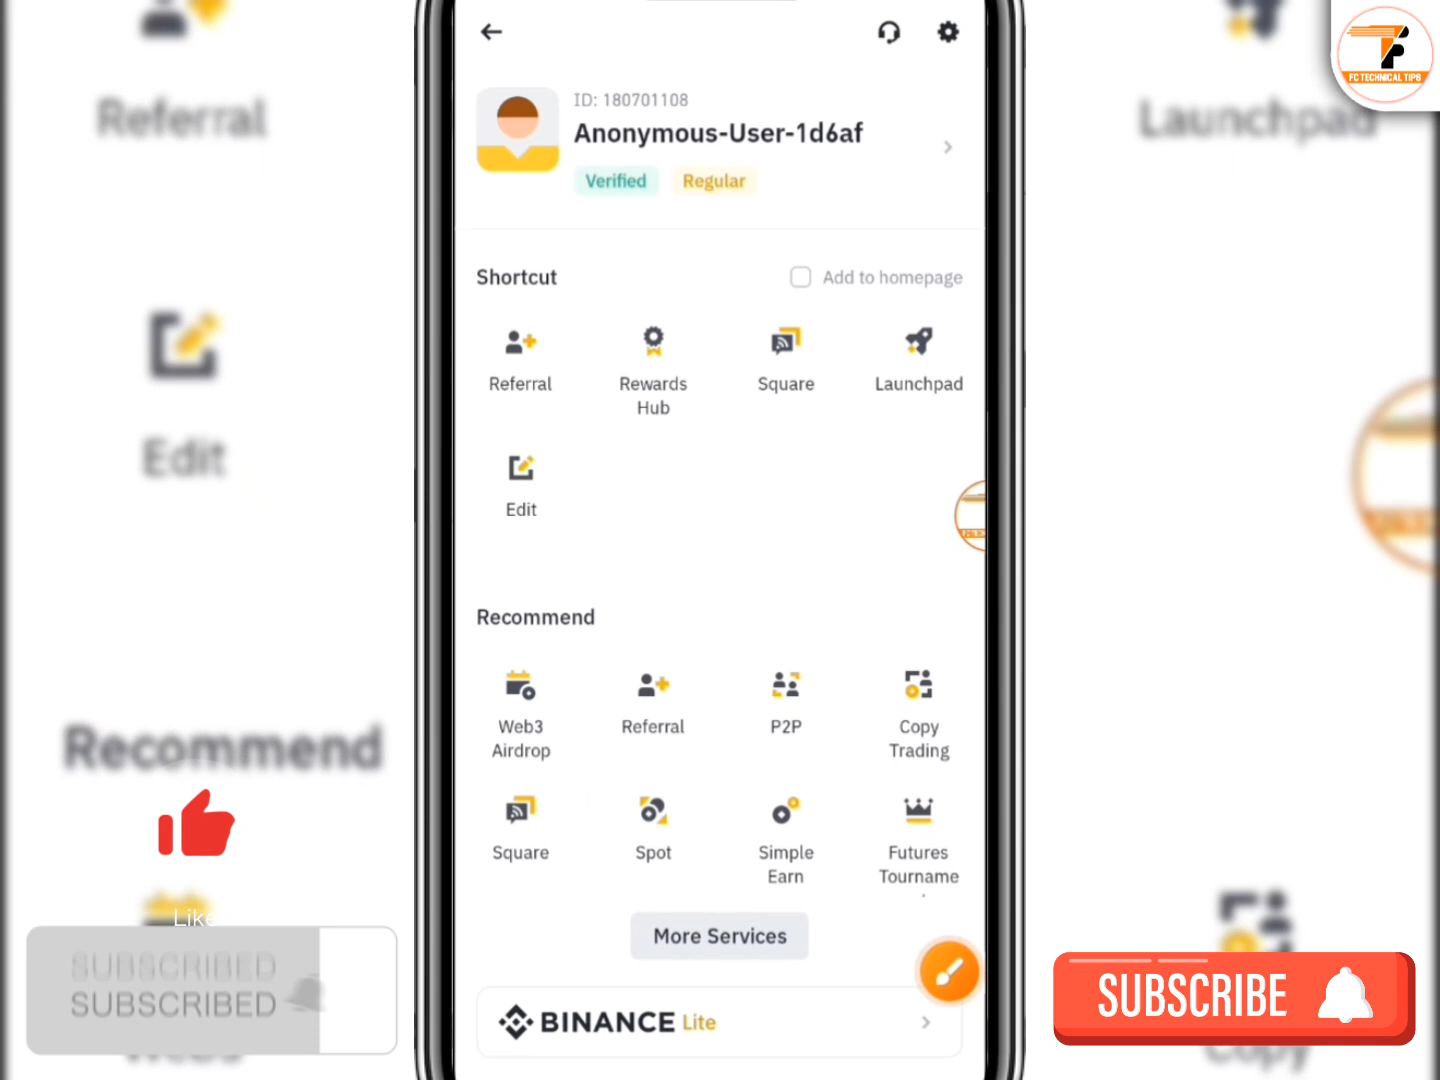 Referral
Launchpad
FC TECHNICAL TIPS
ID: 180701108
Anonymous-User-1d6af
Verified
Regular
Shortcut
Add to homepage
Referral
Rewards
Hub
Square
Launchpad
Edit
Edit
Recommend
Recommend
Web3
Airdrop
Referral
P2P
Copy
Trading
Square
Spot
Simple
Earn
Futures
Tourname
Like
More Services
SUBSCRIBED
SUBSCRIBED
SUBSCRIBE
BINANCE Lite
Web3
Copy